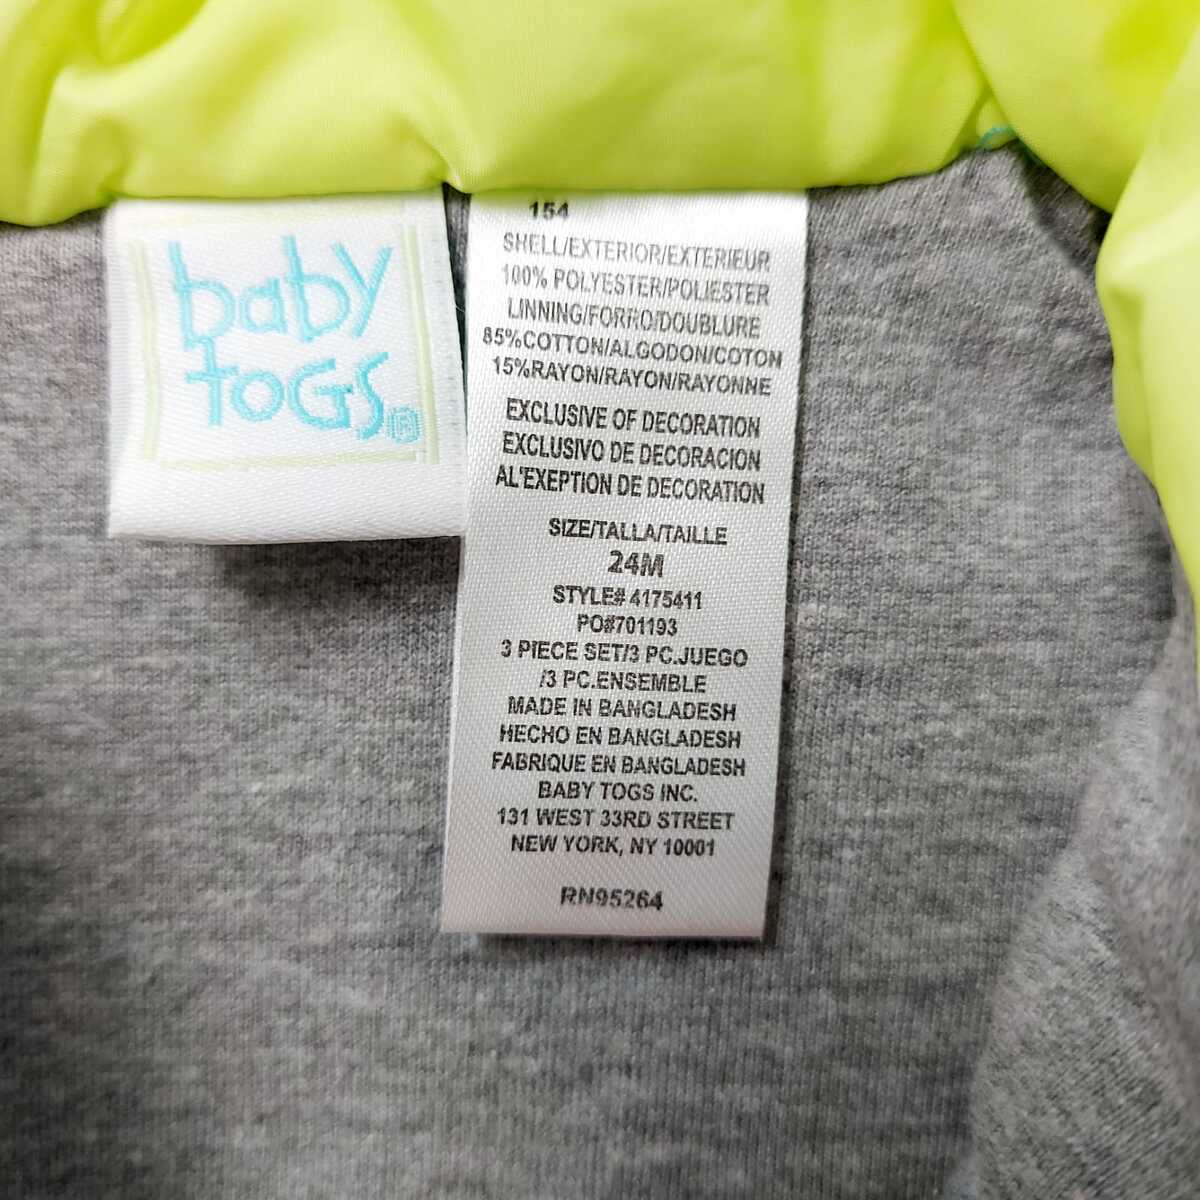 baby
toGS®
154
SHELL/EXTERIOR/EXTERIEUR
100% POLYESTER/POLIESTER
LINNING/FORRO/DOUBLURE
85%COTTON/ALGODON/COTON
15%RAYON/RAYON/RAYONNE
EXCLUSIVE OF DECORATION
EXCLUSIVO DE DECORACION
AL'EXEPTION DE DECORATION
SIZE/TALLA/TAILLE
24M
STYLE# 4175411
PO#701193
3 PIECE SET/3 PC.JUEGO
/3 PC.ENSEMBLE
MADE IN BANGLADESH
HECHO EN BANGLADESH
FABRIQUE EN BANGLADESH
BABY TOGS INC.
131 WEST 33RD STREET
NEW YORK, NY 10001
RN95264